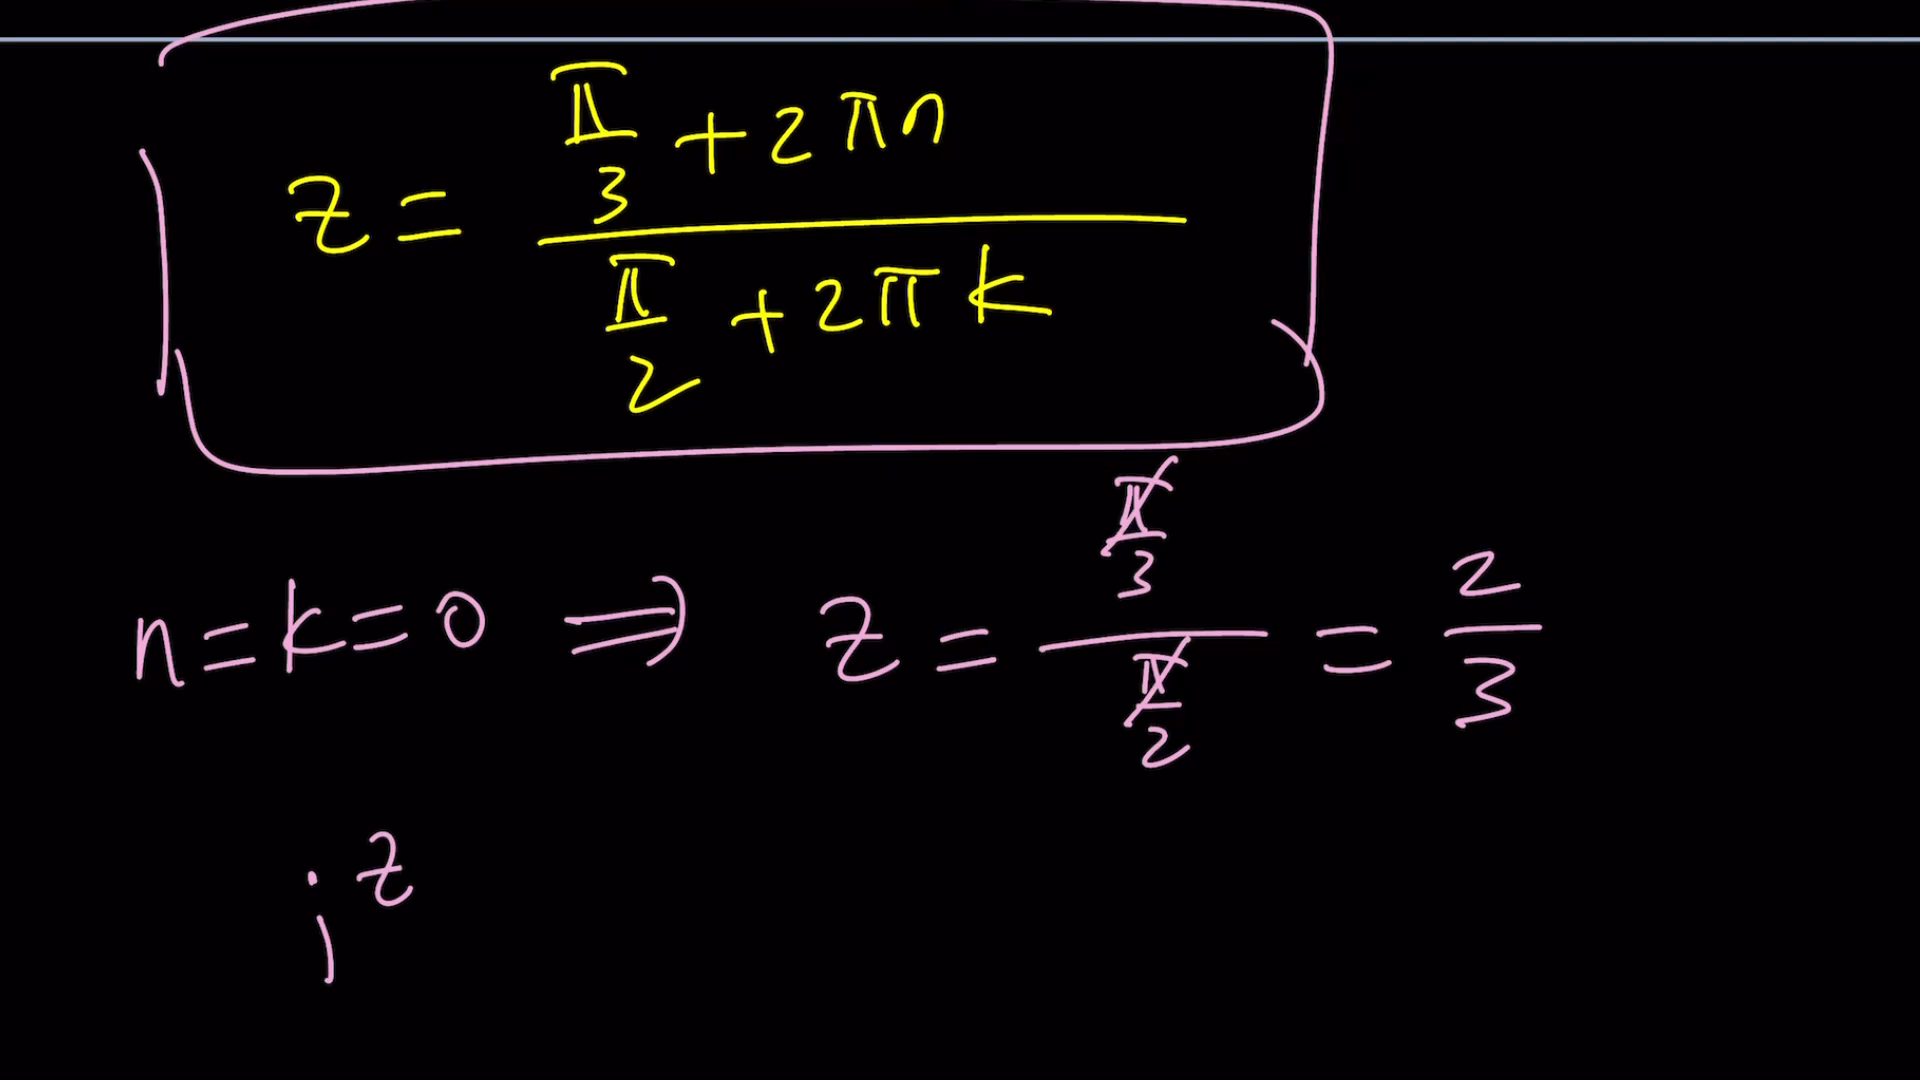 z = (π/3 + 2πn)/(π/2 + 2πk)
n = k = 0 ⇒ z = (π/3)/(π/2) = 2/3
i^z